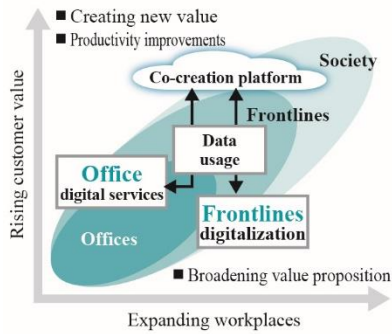 ■ Creating new value
■ Productivity improvements
Society
Co-creation platform
Frontlines
Data
usage
Office
digital services
Frontlines
digitalization
Offices
■ Broadening value proposition
Rising customer value
Expanding workplaces